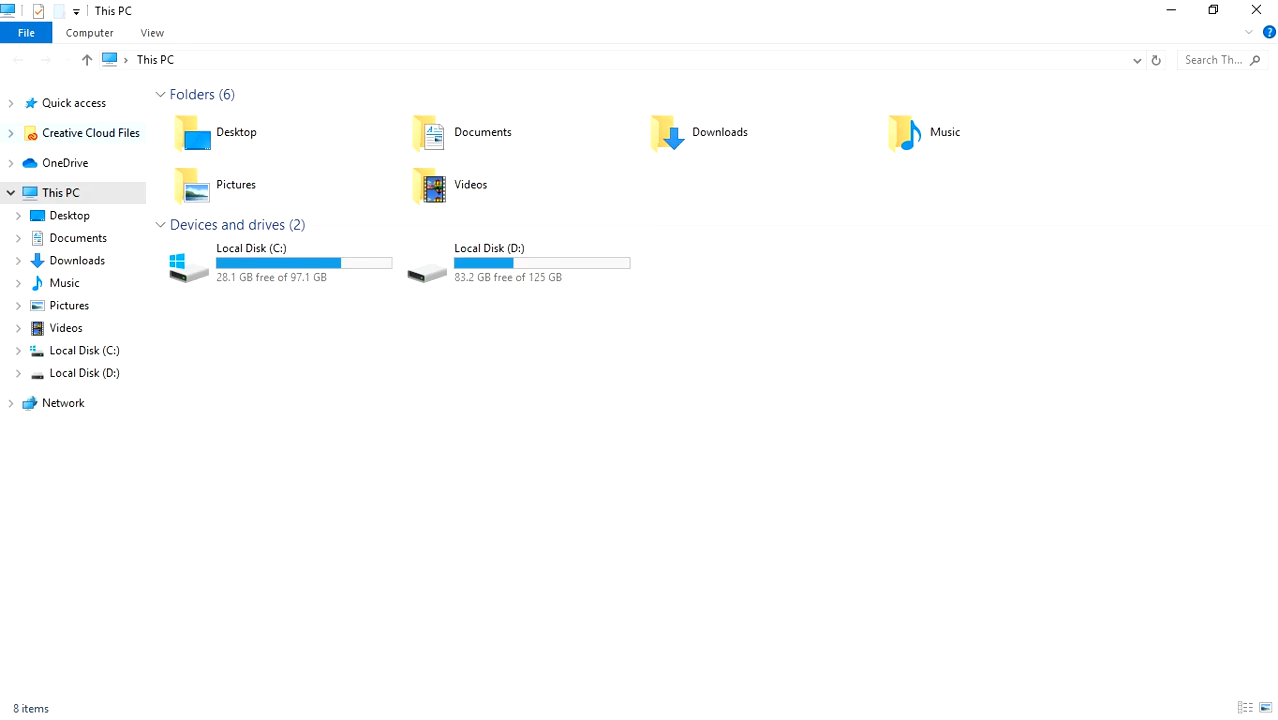 This PC
File Computer View
This PC
Search Th...
Quick access
Creative Cloud Files
OneDrive
This PC
Desktop
Documents
Downloads
Music
Pictures
Videos
Local Disk (C:)
Local Disk (D:)
Network
Folders (6)
Desktop
Documents
Downloads
Music
Pictures
Videos
Devices and drives (2)
Local Disk (C:)
28.1 GB free of 97.1 GB
Local Disk (D:)
83.2 GB free of 125 GB
8 items